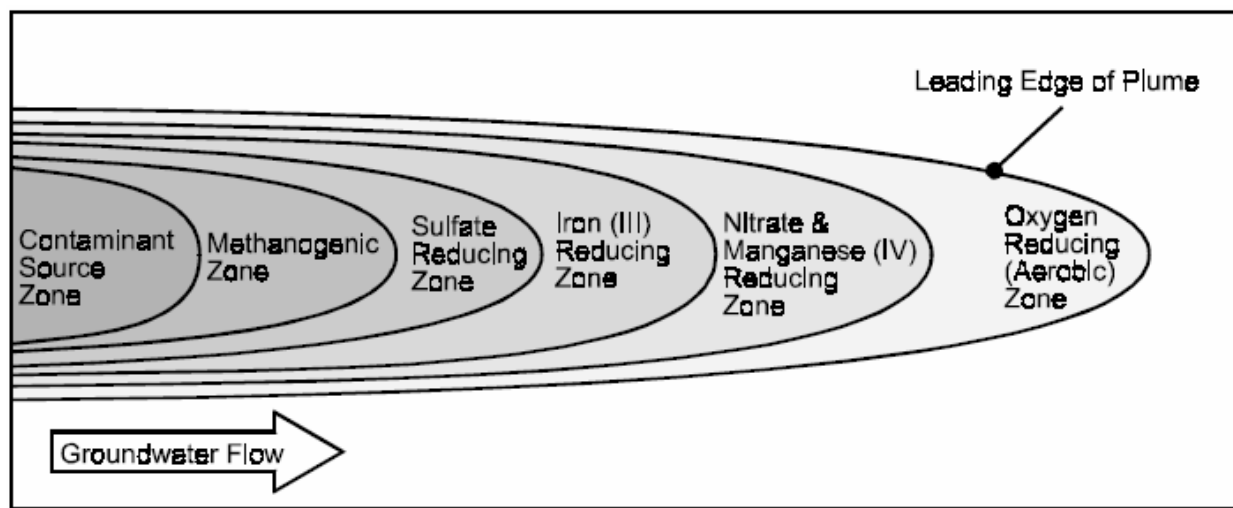 Leading Edge of Plume
Contaminant
Source
Zone
Methanogenic
Zone
Sulfate
Reducing
Zone
Iron (III)
Reducing
Zone
Nitrate &
Manganese (IV)
Reducing
Zone
Oxygen
Reducing
(Aerobic)
Zone
Groundwater Flow